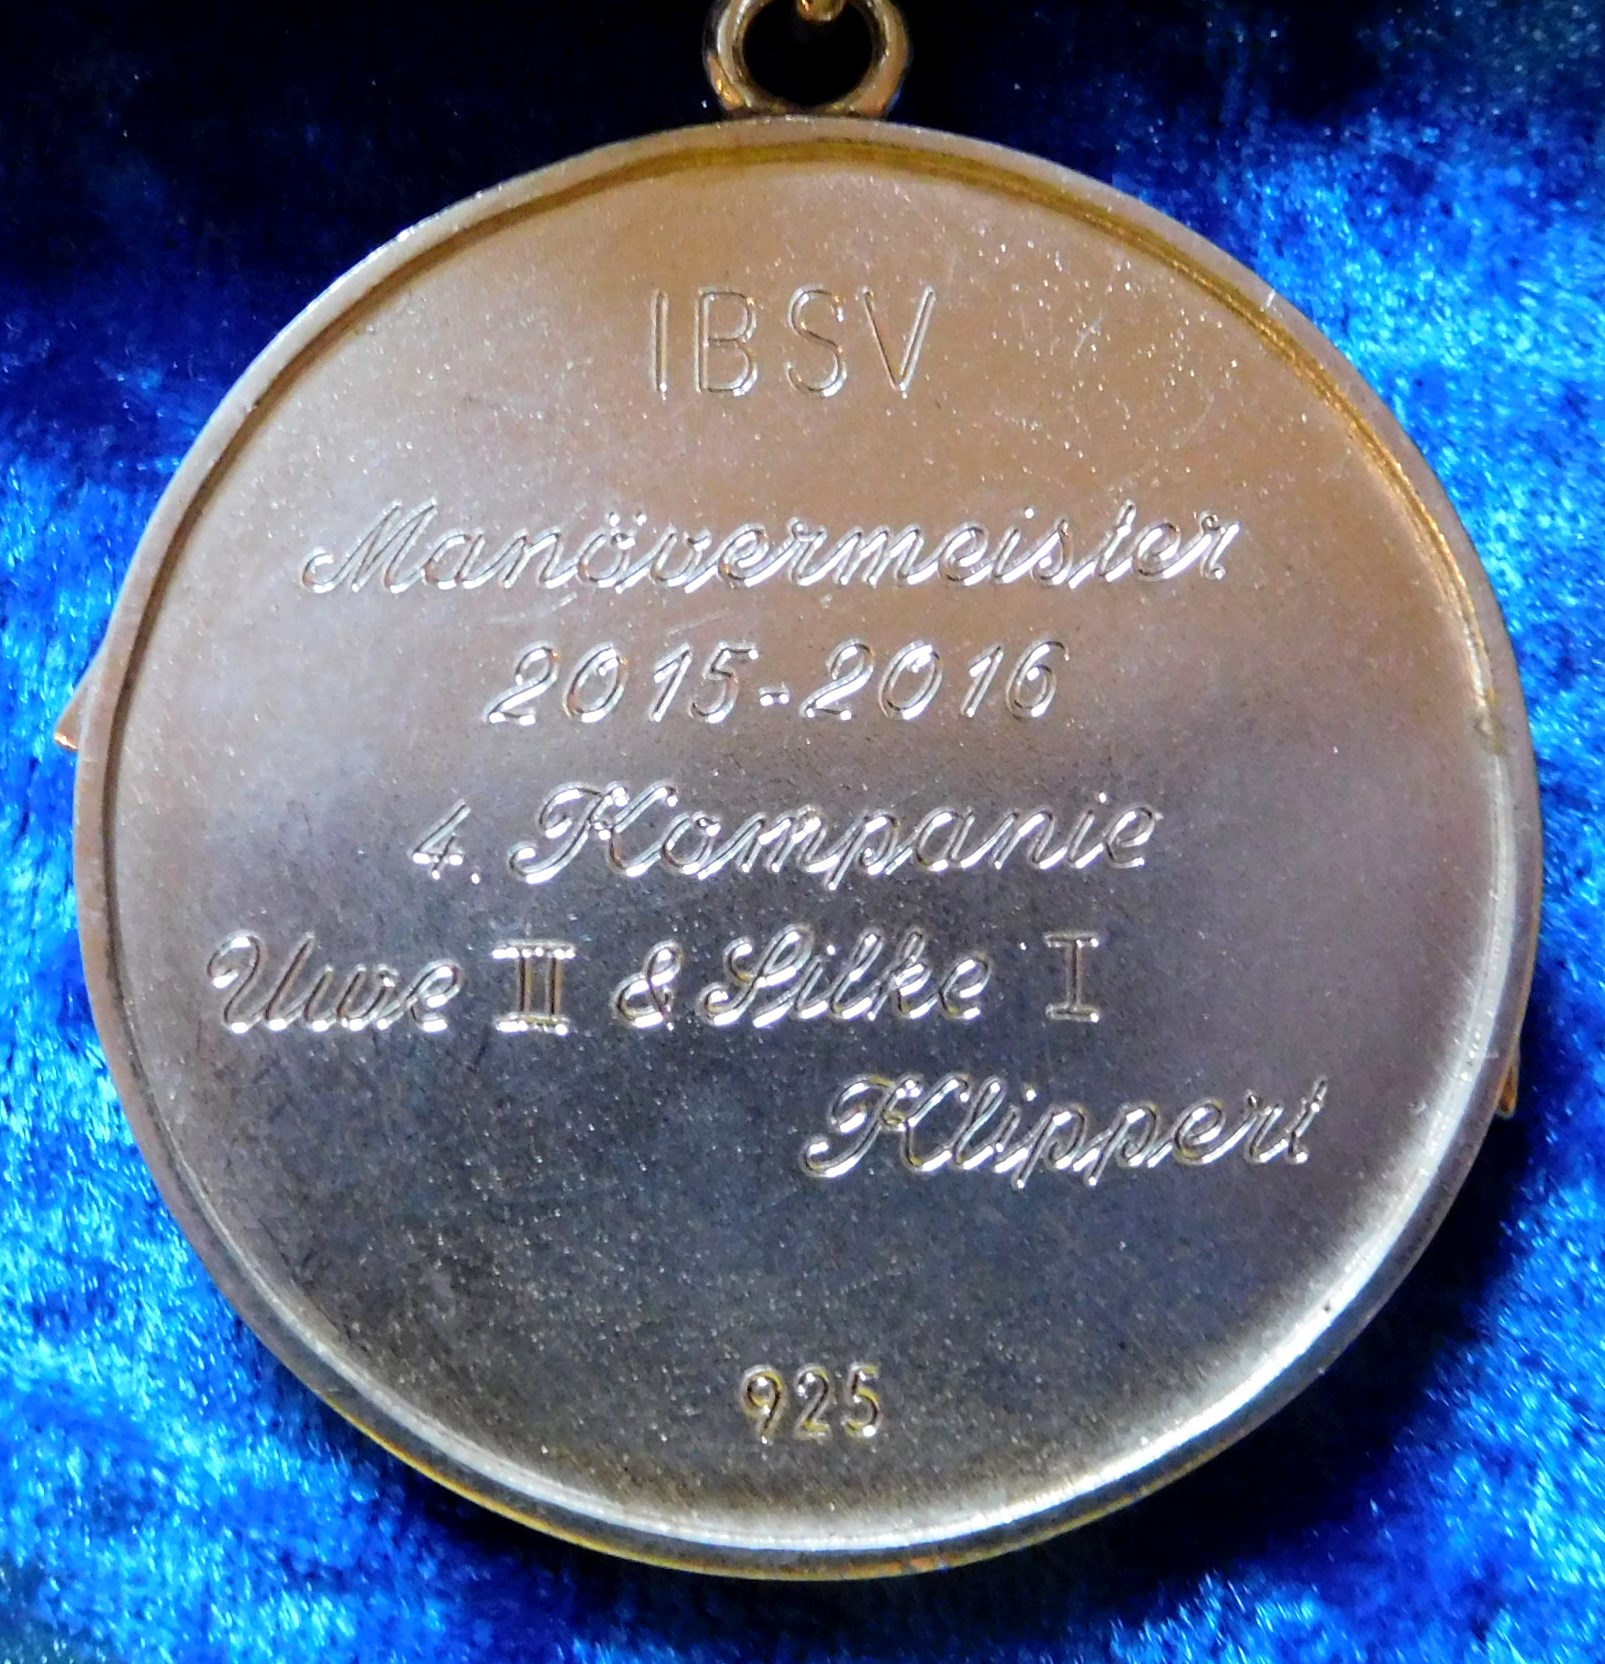 IBSV
Manövermeister
2015-2016
4. Kompanie
Uwe II & Silke I
Klippert
925